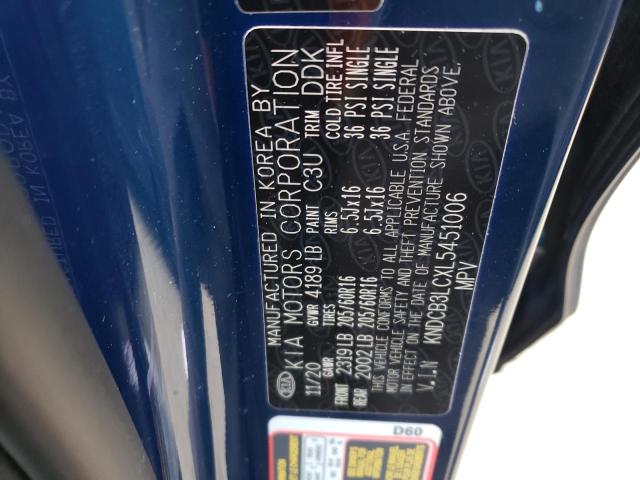 MANUFACTURED IN KOREA BY
KIA MOTORS CORPORATION
11/20 GVWR 4189 LB PAINT C3U TRIM DDK
GAWR TIRES RIMS COLD TIRE INFL
FRONT 2319 LB 205/60R16 6.5Jx16 36 PSI SINGLE
REAR 2002 LB 205/60R16 6.5Jx16 36 PSI SINGLE
THIS VEHICLE CONFORMS TO ALL APPLICABLE U.S.A. FEDERAL
MOTOR VEHICLE SAFETY AND THEFT PREVENTION STANDARDS
IN EFFECT ON THE DATE OF MANUFACTURE SHOWN ABOVE.
V.I.N KNDCB3LCXL5451006
MPV
D60